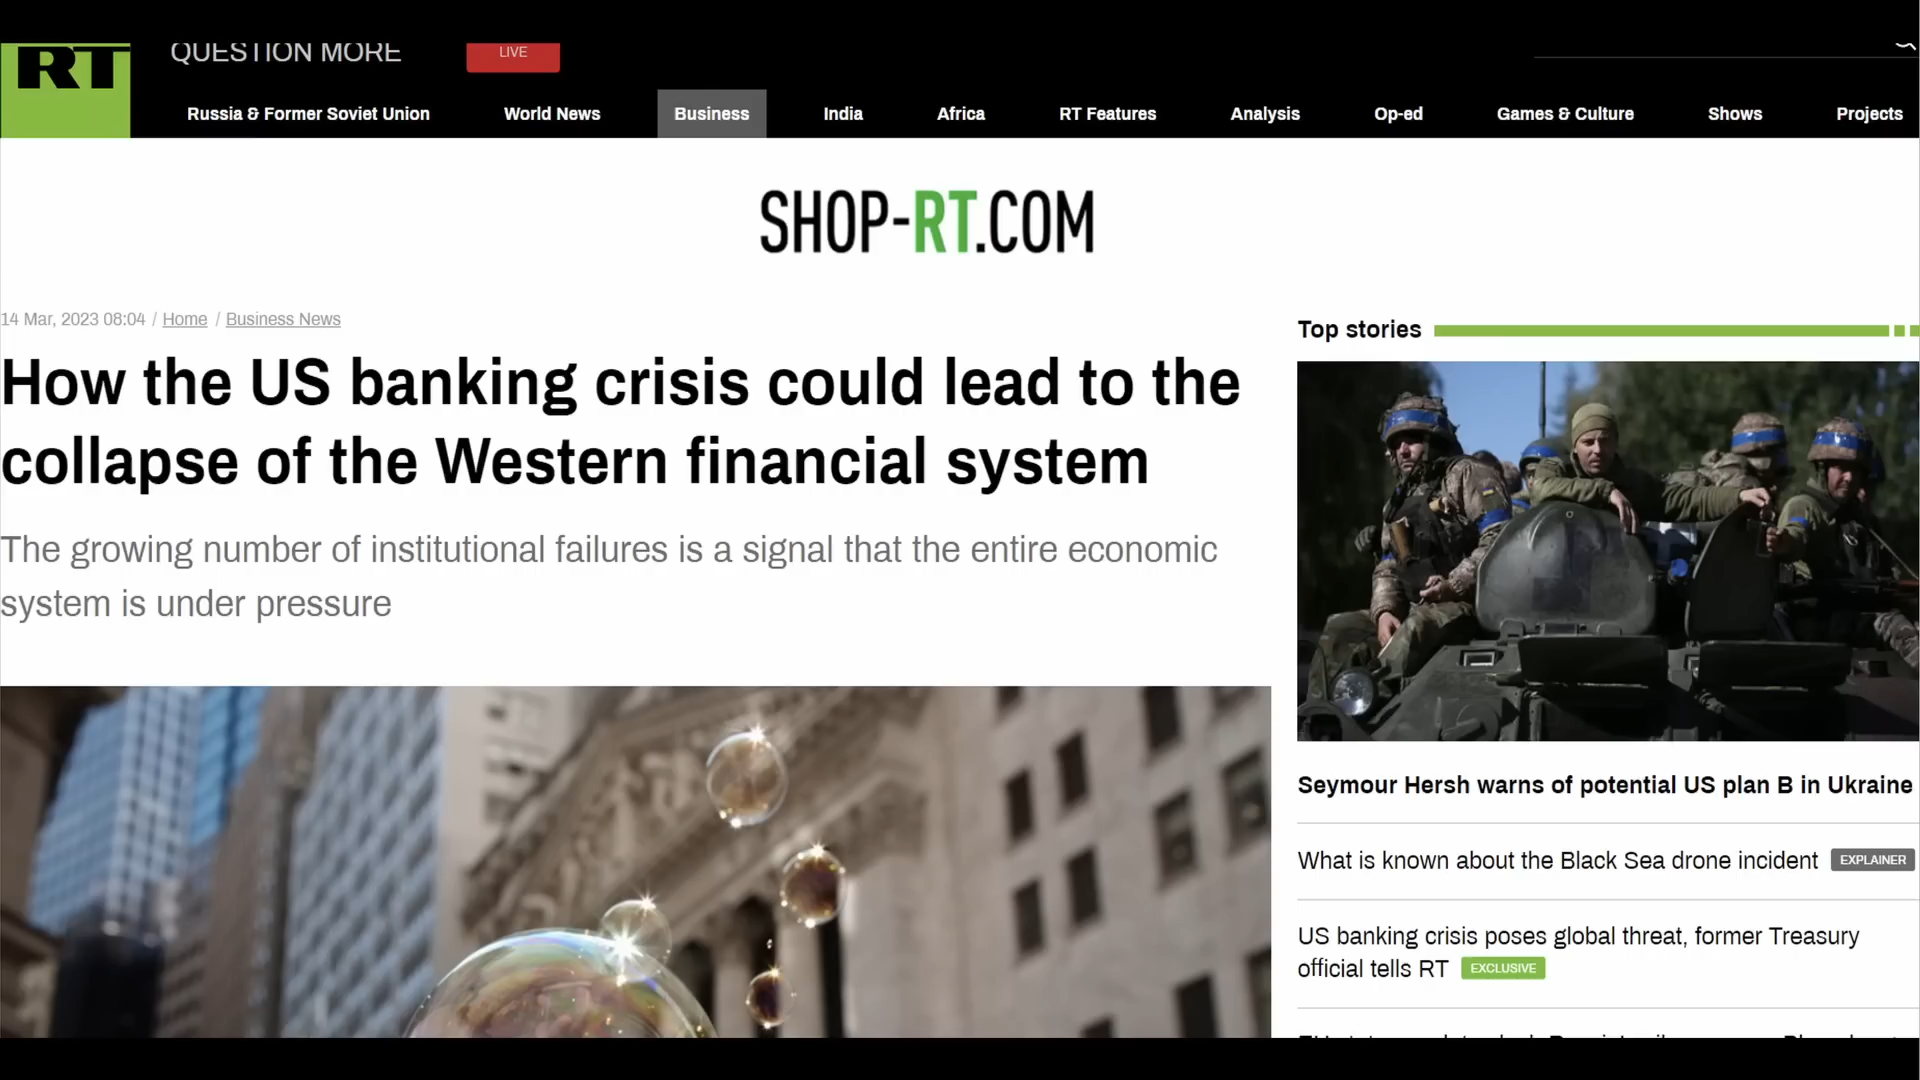 RT
QUESTION MORE
LIVE
Russia & Former Soviet Union
World News
Business
India
Africa
RT Features
Analysis
Op-ed
Games & Culture
Shows
Projects
SHOP-RT.COM
14 Mar, 2023 08:04 / Home / Business News
How the US banking crisis could lead to the
collapse of the Western financial system
The growing number of institutional failures is a signal that the entire economic
system is under pressure
Top stories
Seymour Hersh warns of potential US plan B in Ukraine
What is known about the Black Sea drone incident EXPLAINER
US banking crisis poses global threat, former Treasury
official tells RT EXCLUSIVE